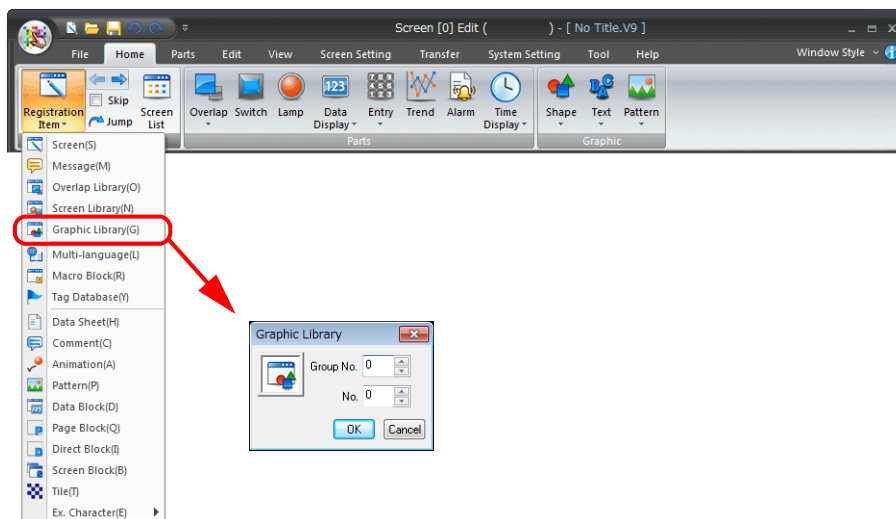 Screen [0] Edit ( ) - [ No Title.V9 ]
File Home Parts Edit View Screen Setting Transfer System Setting Tool Help Window Style
Registration Item
Skip
Jump
Screen List
Overlap Switch Lamp Data Display Entry Trend Alarm Time Display Shape Text Pattern
Parts Graphic
Screen(S)
Message(M)
Overlap Library(O)
Screen Library(N)
Graphic Library(G)
Multi-language(L)
Macro Block(R)
Tag Database(Y)
Data Sheet(H)
Comment(C)
Animation(A)
Pattern(P)
Data Block(D)
Page Block(Q)
Direct Block(I)
Screen Block(B)
Tile(T)
Ex. Character(E)
Graphic Library
Group No. 0
No. 0
OK Cancel